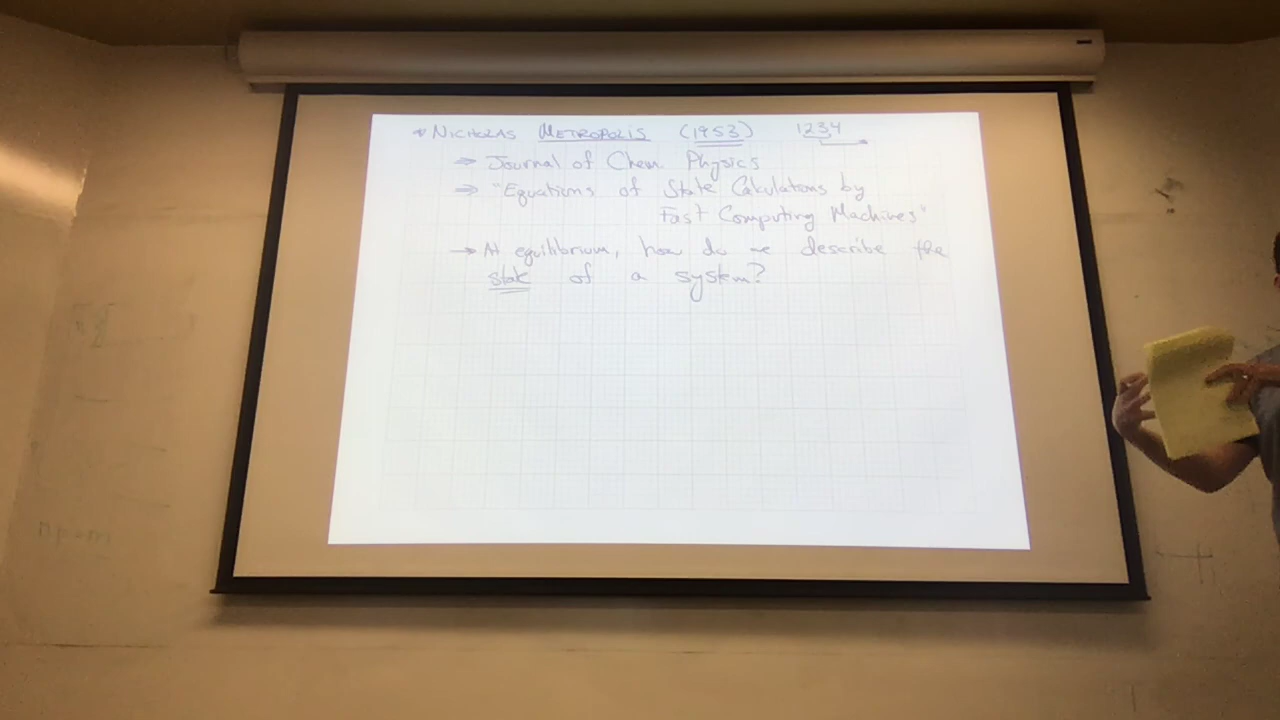 * NICHOLAS METROPOLIS (1953) 1234
⇒ Journal of Chem. Physics
⇒ "Equations of State Calculations by
Fast Computing Machines"
→ At equilibrium, how do we describe the
state of a system?